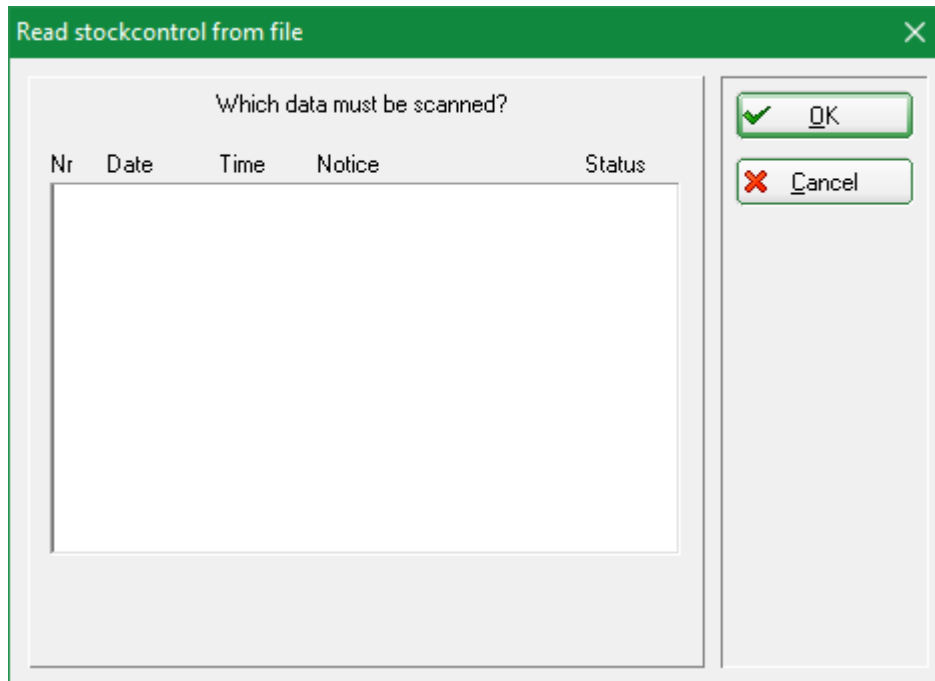 Read stockcontrol from file
Which data must be scanned?
Nr Date Time Notice Status
OK
Cancel